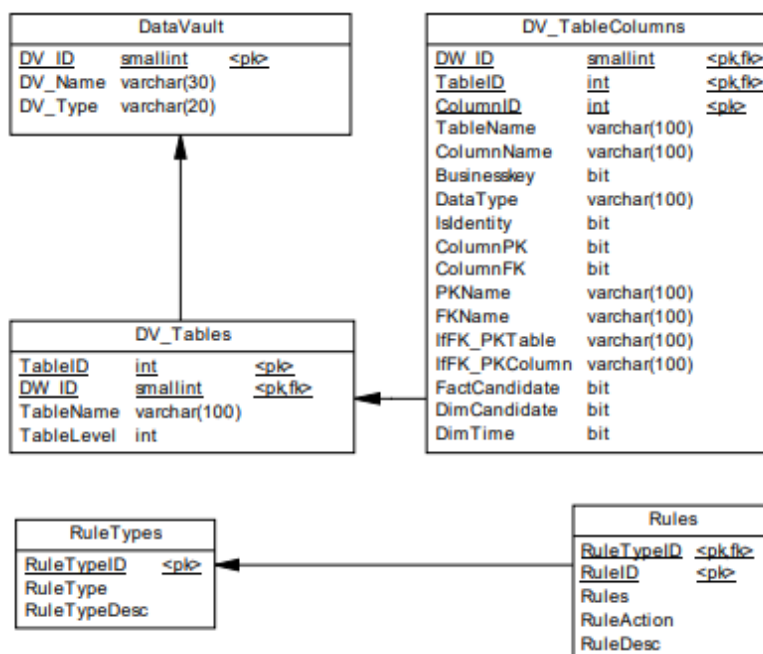 DataVault
DV_ID smallint <pk>
DV_Name varchar(30)
DV_Type varchar(20)
DV_TableColumns
DW_ID smallint <pk,fk>
TableID int <pk,fk>
ColumnID int <pk>
TableName varchar(100)
ColumnName varchar(100)
Businesskey bit
DataType varchar(100)
IsIdentity bit
ColumnPK bit
ColumnFK bit
PKName varchar(100)
FKName varchar(100)
IfFK_PKTable varchar(100)
IfFK_PKColumn varchar(100)
FactCandidate bit
DimCandidate bit
DimTime bit
DV_Tables
TableID int <pk>
DW_ID smallint <pk,fk>
TableName varchar(100)
TableLevel int
RuleTypes
RuleTypeID <pk>
RuleType
RuleTypeDesc
Rules
RuleTypeID <pk,fk>
RuleID <pk>
Rules
RuleAction
RuleDesc